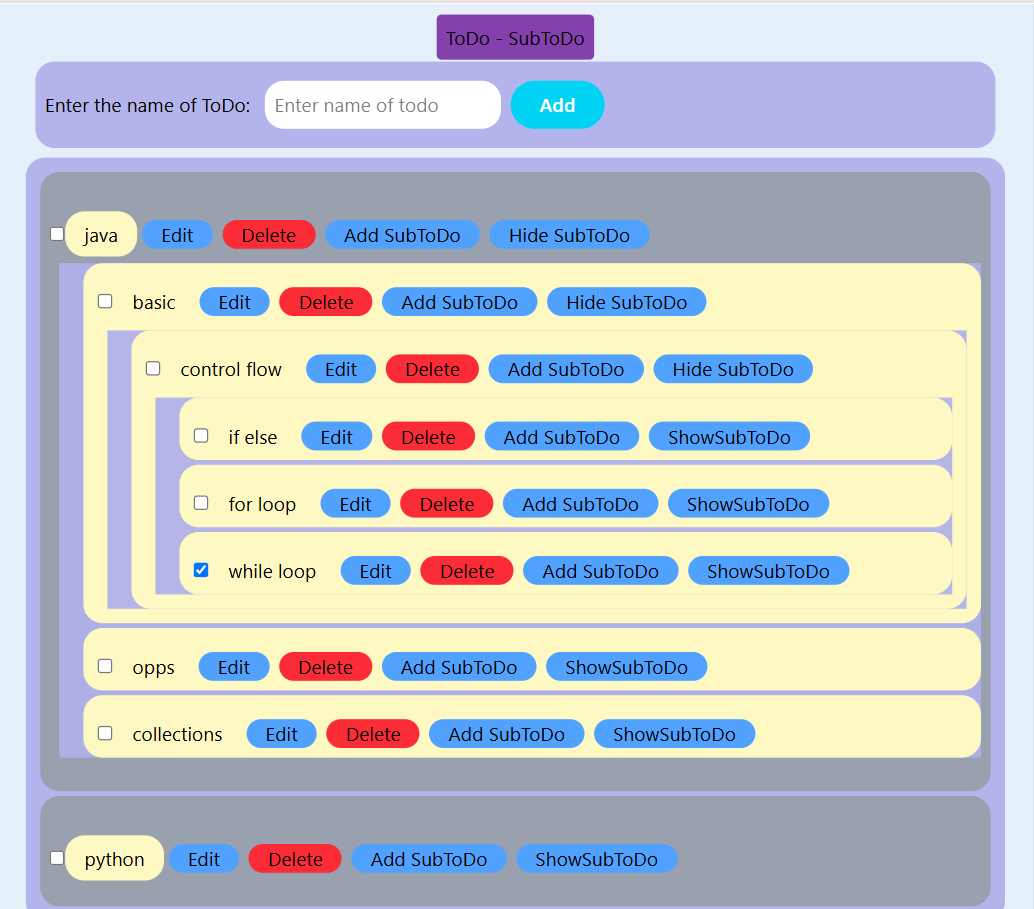 ToDo - SubToDo
Enter the name of ToDo: Enter name of todo Add
java Edit Delete Add SubToDo Hide SubToDo
basic Edit Delete Add SubToDo Hide SubToDo
control flow Edit Delete Add SubToDo Hide SubToDo
if else Edit Delete Add SubToDo ShowSubToDo
for loop Edit Delete Add SubToDo ShowSubToDo
while loop Edit Delete Add SubToDo ShowSubToDo
opps Edit Delete Add SubToDo ShowSubToDo
collections Edit Delete Add SubToDo ShowSubToDo
python Edit Delete Add SubToDo ShowSubToDo